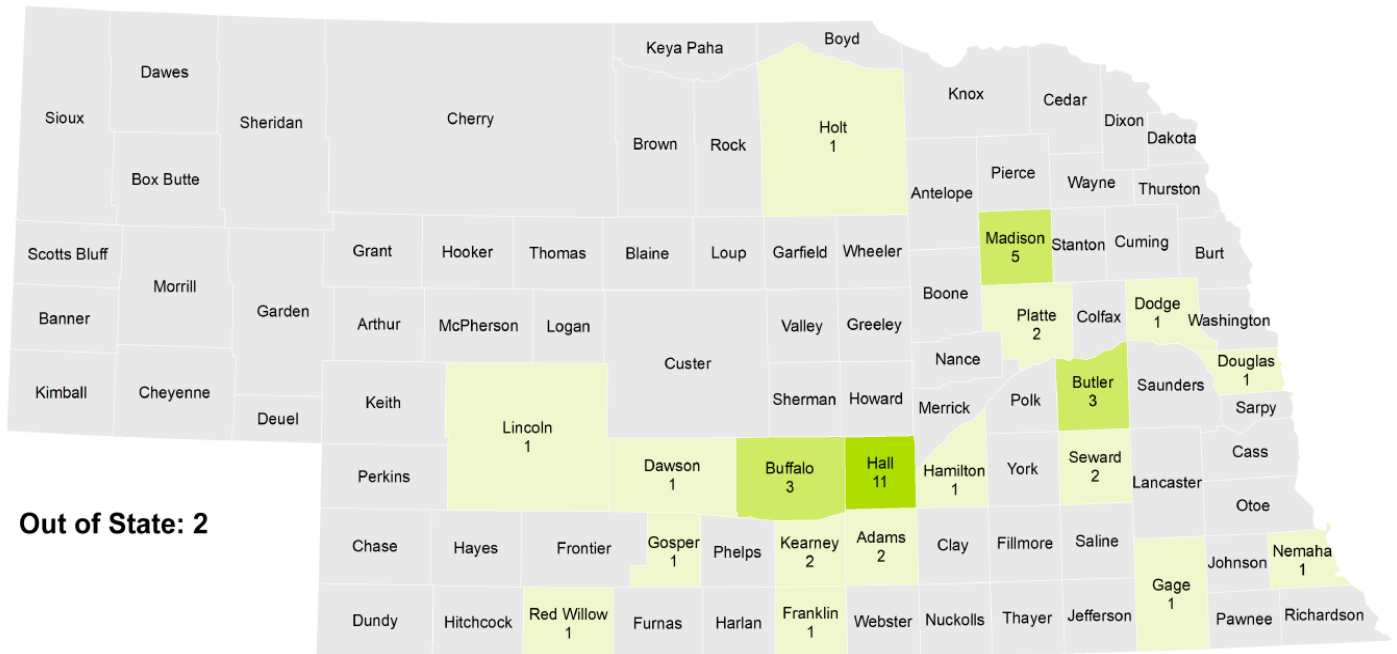 Keya Paha
Boyd
Dawes
Sioux
Sheridan
Cherry
Brown
Rock
Holt
1
Knox
Cedar
Dixon
Dakota
Box Butte
Antelope
Pierce
Wayne
Thurston
Scotts Bluff
Morrill
Garden
Grant
Hooker
Thomas
Blaine
Loup
Garfield
Wheeler
Madison
5
Stanton
Cuming
Burt
Banner
Arthur
McPherson
Logan
Custer
Valley
Greeley
Boone
Platte
2
Colfax
Dodge
1
Washington
Kimball
Cheyenne
Deuel
Keith
Lincoln
1
Sherman
Howard
Nance
Merrick
Polk
Butler
3
Saunders
Douglas
1
Sarpy
Perkins
Dawson
1
Buffalo
3
Hall
11
Hamilton
1
York
Seward
2
Lancaster
Cass
Otoe
Out of State: 2
Chase
Hayes
Frontier
Gosper
1
Phelps
Kearney
2
Adams
2
Clay
Fillmore
Saline
Gage
1
Johnson
Nemaha
1
Dundy
Hitchcock
Red Willow
1
Furnas
Harlan
Franklin
1
Webster
Nuckolls
Thayer
Jefferson
Pawnee
Richardson